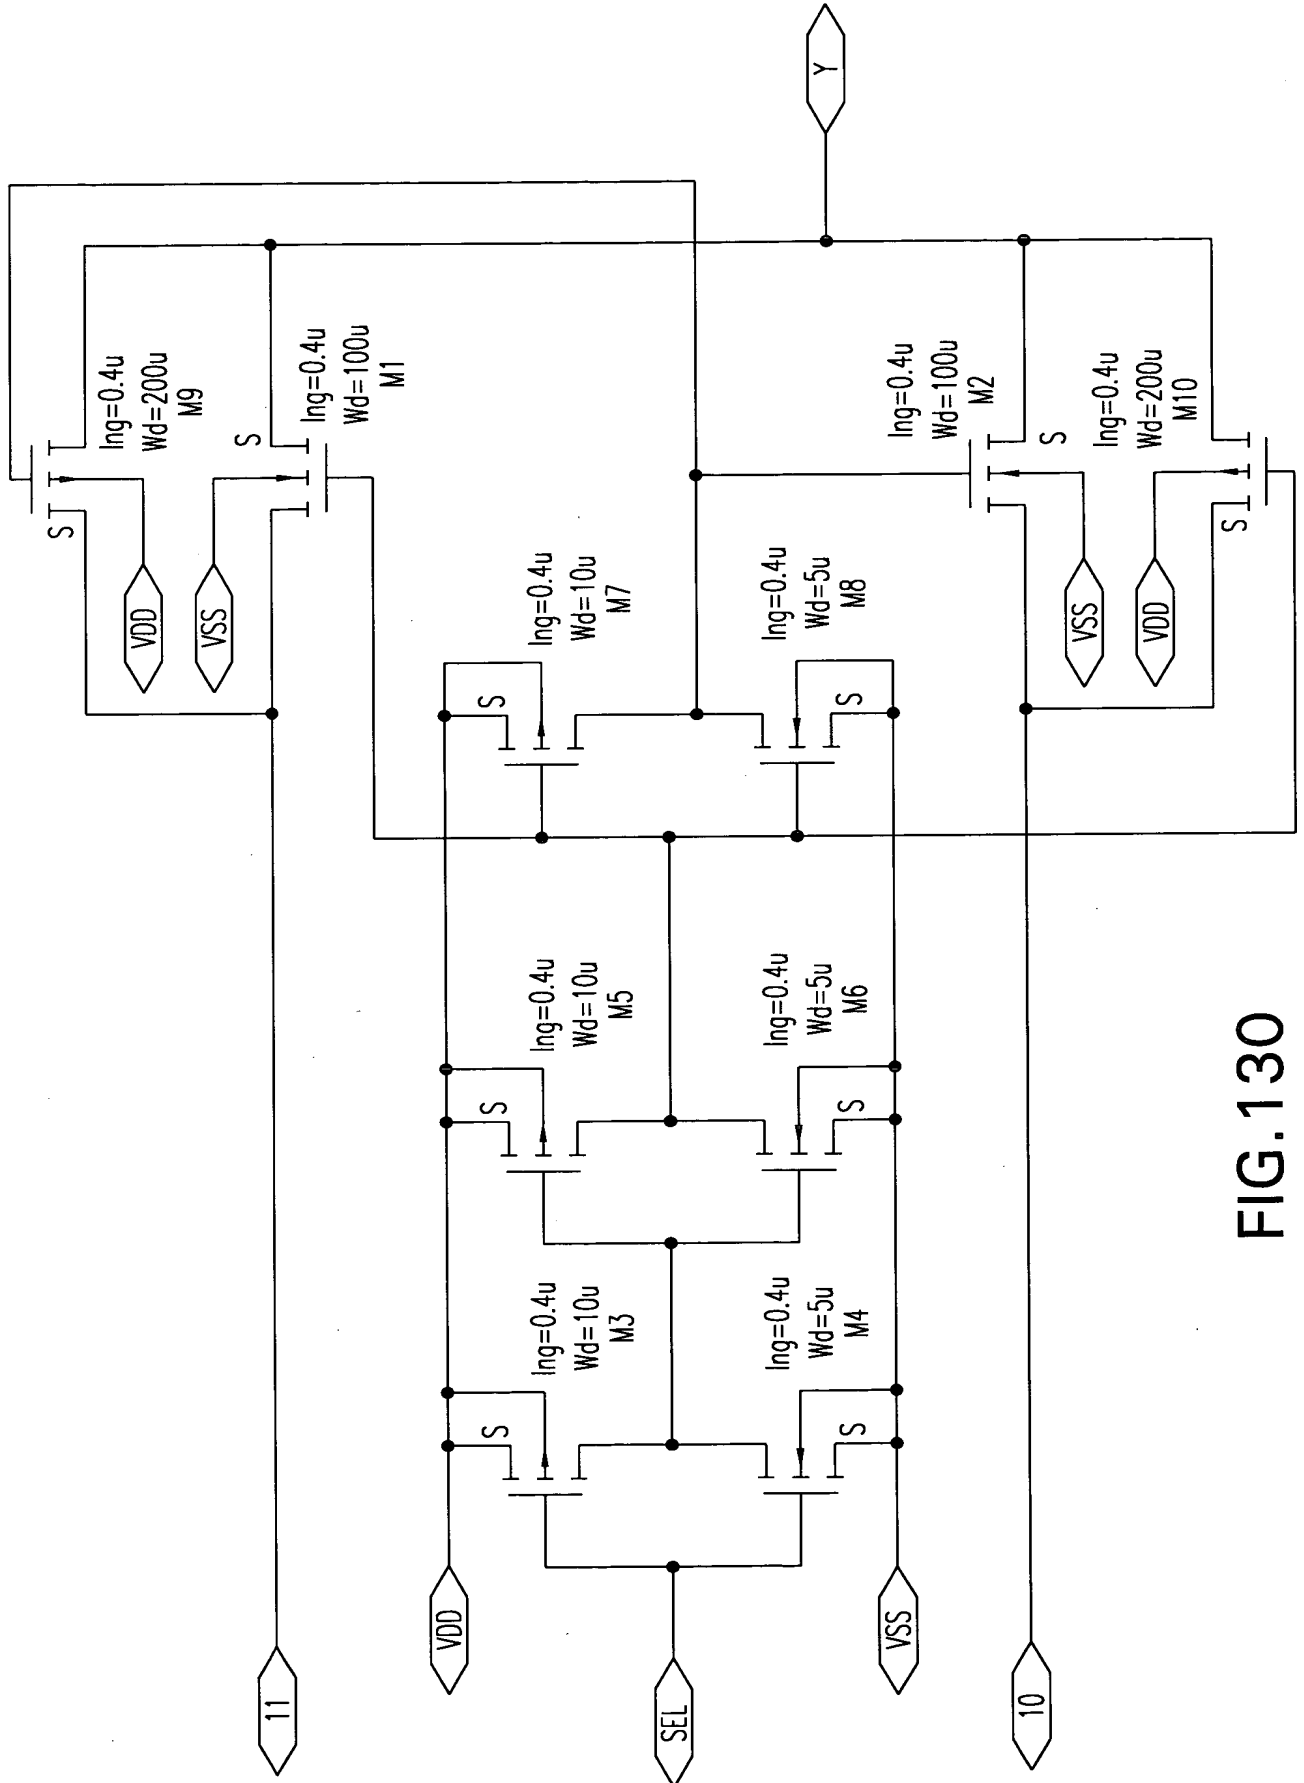 S
lng=0.4u
Wd=200u
M9
VDD
VSS
S
lng=0.4u
Wd=100u
M1
11
VDD
S
lng=0.4u
Wd=10u
M3
S
lng=0.4u
Wd=10u
M5
S
lng=0.4u
Wd=10u
M7
SEL
Y
lng=0.4u
Wd=5u
M4
S
lng=0.4u
Wd=5u
M6
S
lng=0.4u
Wd=5u
M8
S
VSS
lng=0.4u
Wd=100u
M2
S
10
VSS
VDD
lng=0.4u
Wd=200u
M10
S
FIG.130